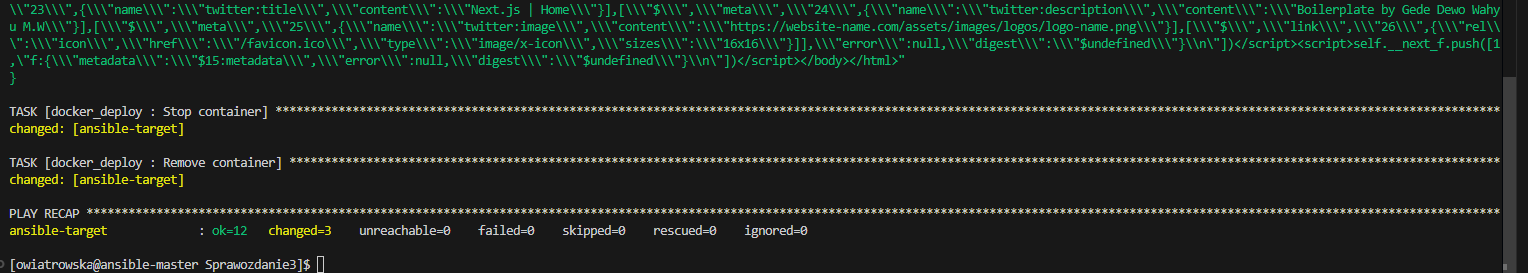 \\"23\\\",{\\\"name\\\":\\\"twitter:title\\\",\\\"content\\\":\\\"Next.js | Home\\\"}],[\\\"$\\\",\\\"meta\\\",\\\"24\\\",{\\\"name\\\":\\\"twitter:description\\\",\\\"content\\\":\\\"Boilerplate by Gede Dewo Wahy
u M.W\\\"}],[\\\"$\\\",\\\"meta\\\",\\\"25\\\",{\\\"name\\\":\\\"twitter:image\\\",\\\"content\\\":\\\"https://website-name.com/assets/images/logos/logo-name.png\\\"}],[\\\"$\\\",\\\"link\\\",\\\"26\\\",{\\\"rel\\
\":\\\"icon\\\",\\\"href\\\":\\\"/favicon.ico\\\",\\\"type\\\":\\\"image/x-icon\\\",\\\"sizes\\\":\\\"16x16\\\"}]],\\\"error\\\":null,\\\"digest\\\":\\\"$undefined\\\"}\\n\"])</script><script>self.__next_f.push([1
,\"f:{\\\"metadata\\\":\\\"$15:metadata\\\",\\\"error\\\":null,\\\"digest\\\":\\\"$undefined\\\"}\\n\"])</script></body></html>"
}
TASK [docker_deploy : Stop container] ********************************************************************************************************************************************************************************
changed: [ansible-target]
TASK [docker_deploy : Remove container] ******************************************************************************************************************************************************************************
changed: [ansible-target]
PLAY RECAP ***********************************************************************************************************************************************************************************************************
ansible-target : ok=12 changed=3 unreachable=0 failed=0 skipped=0 rescued=0 ignored=0
[owiatrowska@ansible-master Sprawozdanie3]$